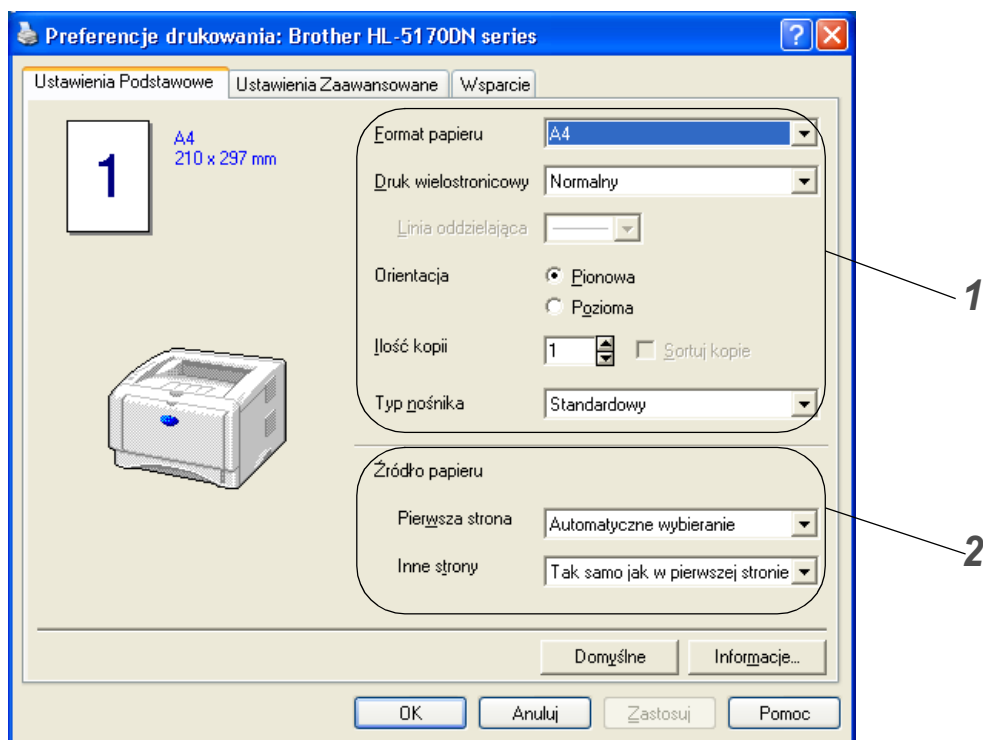 Preferencje drukowania: Brother HL-5170DN series
Ustawienia Podstawowe Ustawienia Zaawansowane Wsparcie
1
A4
210 x 297 mm
Format papieru A4
Druk wielostronicowy Normalny
Linia oddzielająca
Orientacja Pionowa
Pozioma
Ilość kopii 1 Sortuj kopie
Typ nośnika Standardowy
1
Źródło papieru
Pierwsza strona Automatyczne wybieranie
Inne strony Tak samo jak w pierwszej stronie
2
Domyślne Informacje...
OK Anuluj Zastosuj Pomoc